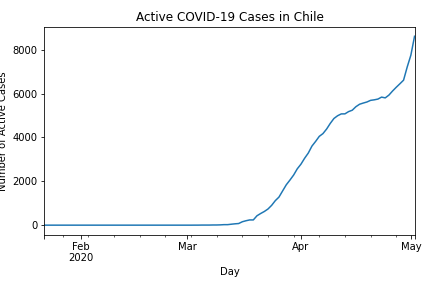 Active COVID-19 Cases in Chile
Number of Active Cases
8000
6000
4000
2000
0
Feb
2020
Mar
Apr
May
Day